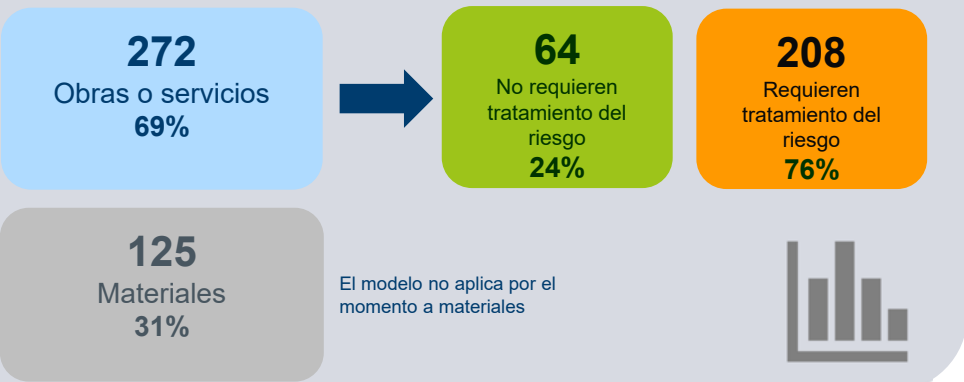 272
Obras o servicios
69%
64
No requieren
tratamiento del
riesgo
24%
208
Requieren
tratamiento del
riesgo
76%
125
Materiales
31%
El modelo no aplica por el
momento a materiales